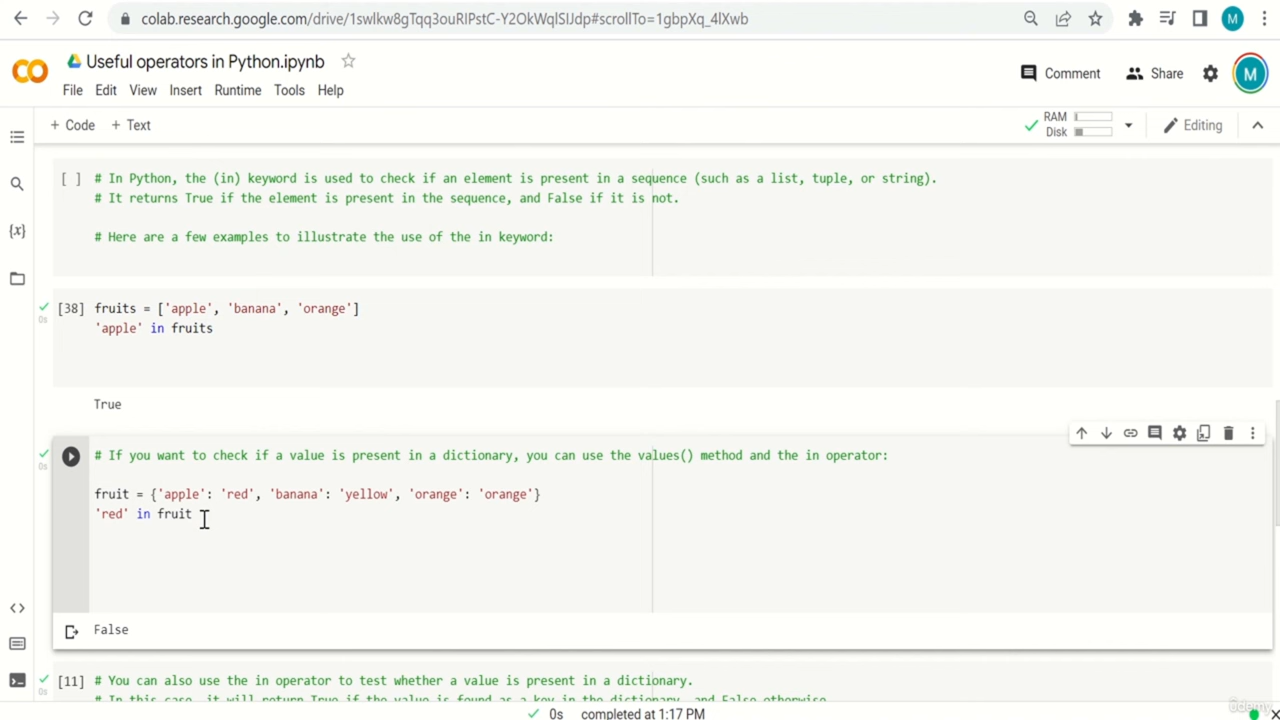 colab.research.google.com/drive/1swlkw8gTqq3ouRIPstC-Y2OkWqlSIJdp#scrollTo=1gbpXq_4lXwb
M
Useful operators in Python.ipynb
File Edit View Insert Runtime Tools Help
Comment
Share
M
+ Code + Text
RAM
Disk
Editing
[ ] # In Python, the (in) keyword is used to check if an element is present in a sequence (such as a list, tuple, or string).
# It returns True if the element is present in the sequence, and False if it is not.
# Here are a few examples to illustrate the use of the in keyword:
{x}
[38] fruits = ['apple', 'banana', 'orange']
0s
'apple' in fruits
True
# If you want to check if a value is present in a dictionary, you can use the values() method and the in operator:
0s
fruit = {'apple': 'red', 'banana': 'yellow', 'orange': 'orange'}
'red' in fruit
False
[11] # You can also use the in operator to test whether a value is present in a dictionary.
0s
# In this case, it will return True if the value is found as a key in the dictionary, and False otherwise
0s completed at 1:17 PM
udemy